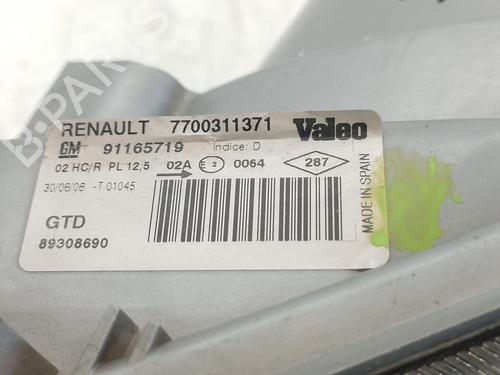 RENAULT 7700311371 Valeo
GM 91165719 Indice: D
02 HC/R PL 12,5 02A E2 0064 287
30/06/06 -T 01045
GTD
89308690
MADE IN SPAIN